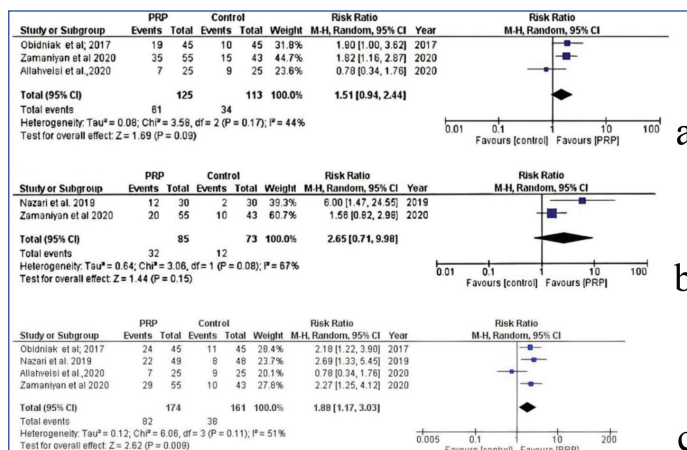 PRP Control Risk Ratio Risk Ratio
Study or Subgroup Events Total Events Total Weight M-H, Random, 95% CI Year M-H, Random, 95% CI
Obidniak et al; 2017 19 45 10 45 31.8% 1.90 [1.00, 3.62] 2017
Zamaniyan et al 2020 35 55 15 43 44.7% 1.82 [1.16, 2.87] 2020
Allahveisi et al.,2020 7 25 9 25 23.6% 0.78 [0.34, 1.76] 2020
Total (95% CI) 125 113 100.0% 1.51 [0.94, 2.44]
Total events 61 34
Heterogeneity: Tau² = 0.08; Chi² = 3.58, df = 2 (P = 0.17); I² = 44%
Test for overall effect: Z = 1.69 (P = 0.09)
0.01 0.1 1 10 100
Favours [control] Favours [PRP]
a
PRP Control Risk Ratio Risk Ratio
Study or Subgroup Events Total Events Total Weight M-H, Random, 95% CI Year M-H, Random, 95% CI
Nazari et al. 2019 12 30 2 30 39.3% 6.00 [1.47, 24.55] 2019
Zamaniyan et al 2020 20 55 10 43 60.7% 1.56 [0.82, 2.98] 2020
Total (95% CI) 85 73 100.0% 2.65 [0.71, 9.98]
Total events 32 12
Heterogeneity: Tau² = 0.64; Chi² = 3.06, df = 1 (P = 0.08); I² = 67%
Test for overall effect: Z = 1.44 (P = 0.15)
0.01 0.1 1 10 100
Favours [control] Favours [PRP]
b
PRP Control Risk Ratio Risk Ratio
Study or Subgroup Events Total Events Total Weight M-H, Random, 95% CI Year M-H, Random, 95% CI
Obidniak et al; 2017 24 45 11 45 28.4% 2.18 [1.22, 3.90] 2017
Nazari et al. 2019 22 49 8 48 23.7% 2.69 [1.33, 5.45] 2019
Allahveisi et al.,2020 7 25 9 25 20.1% 0.78 [0.34, 1.76] 2020
Zamaniyan et al 2020 29 55 10 43 27.8% 2.27 [1.25, 4.12] 2020
Total (95% CI) 174 161 100.0% 1.88 [1.17, 3.03]
Total events 82 38
Heterogeneity: Tau² = 0.12; Chi² = 6.06, df = 3 (P = 0.11); I² = 51%
Test for overall effect: Z = 2.62 (P = 0.009)
0.005 0.1 1 10 200
Favours [control] Favours [PRP]
c